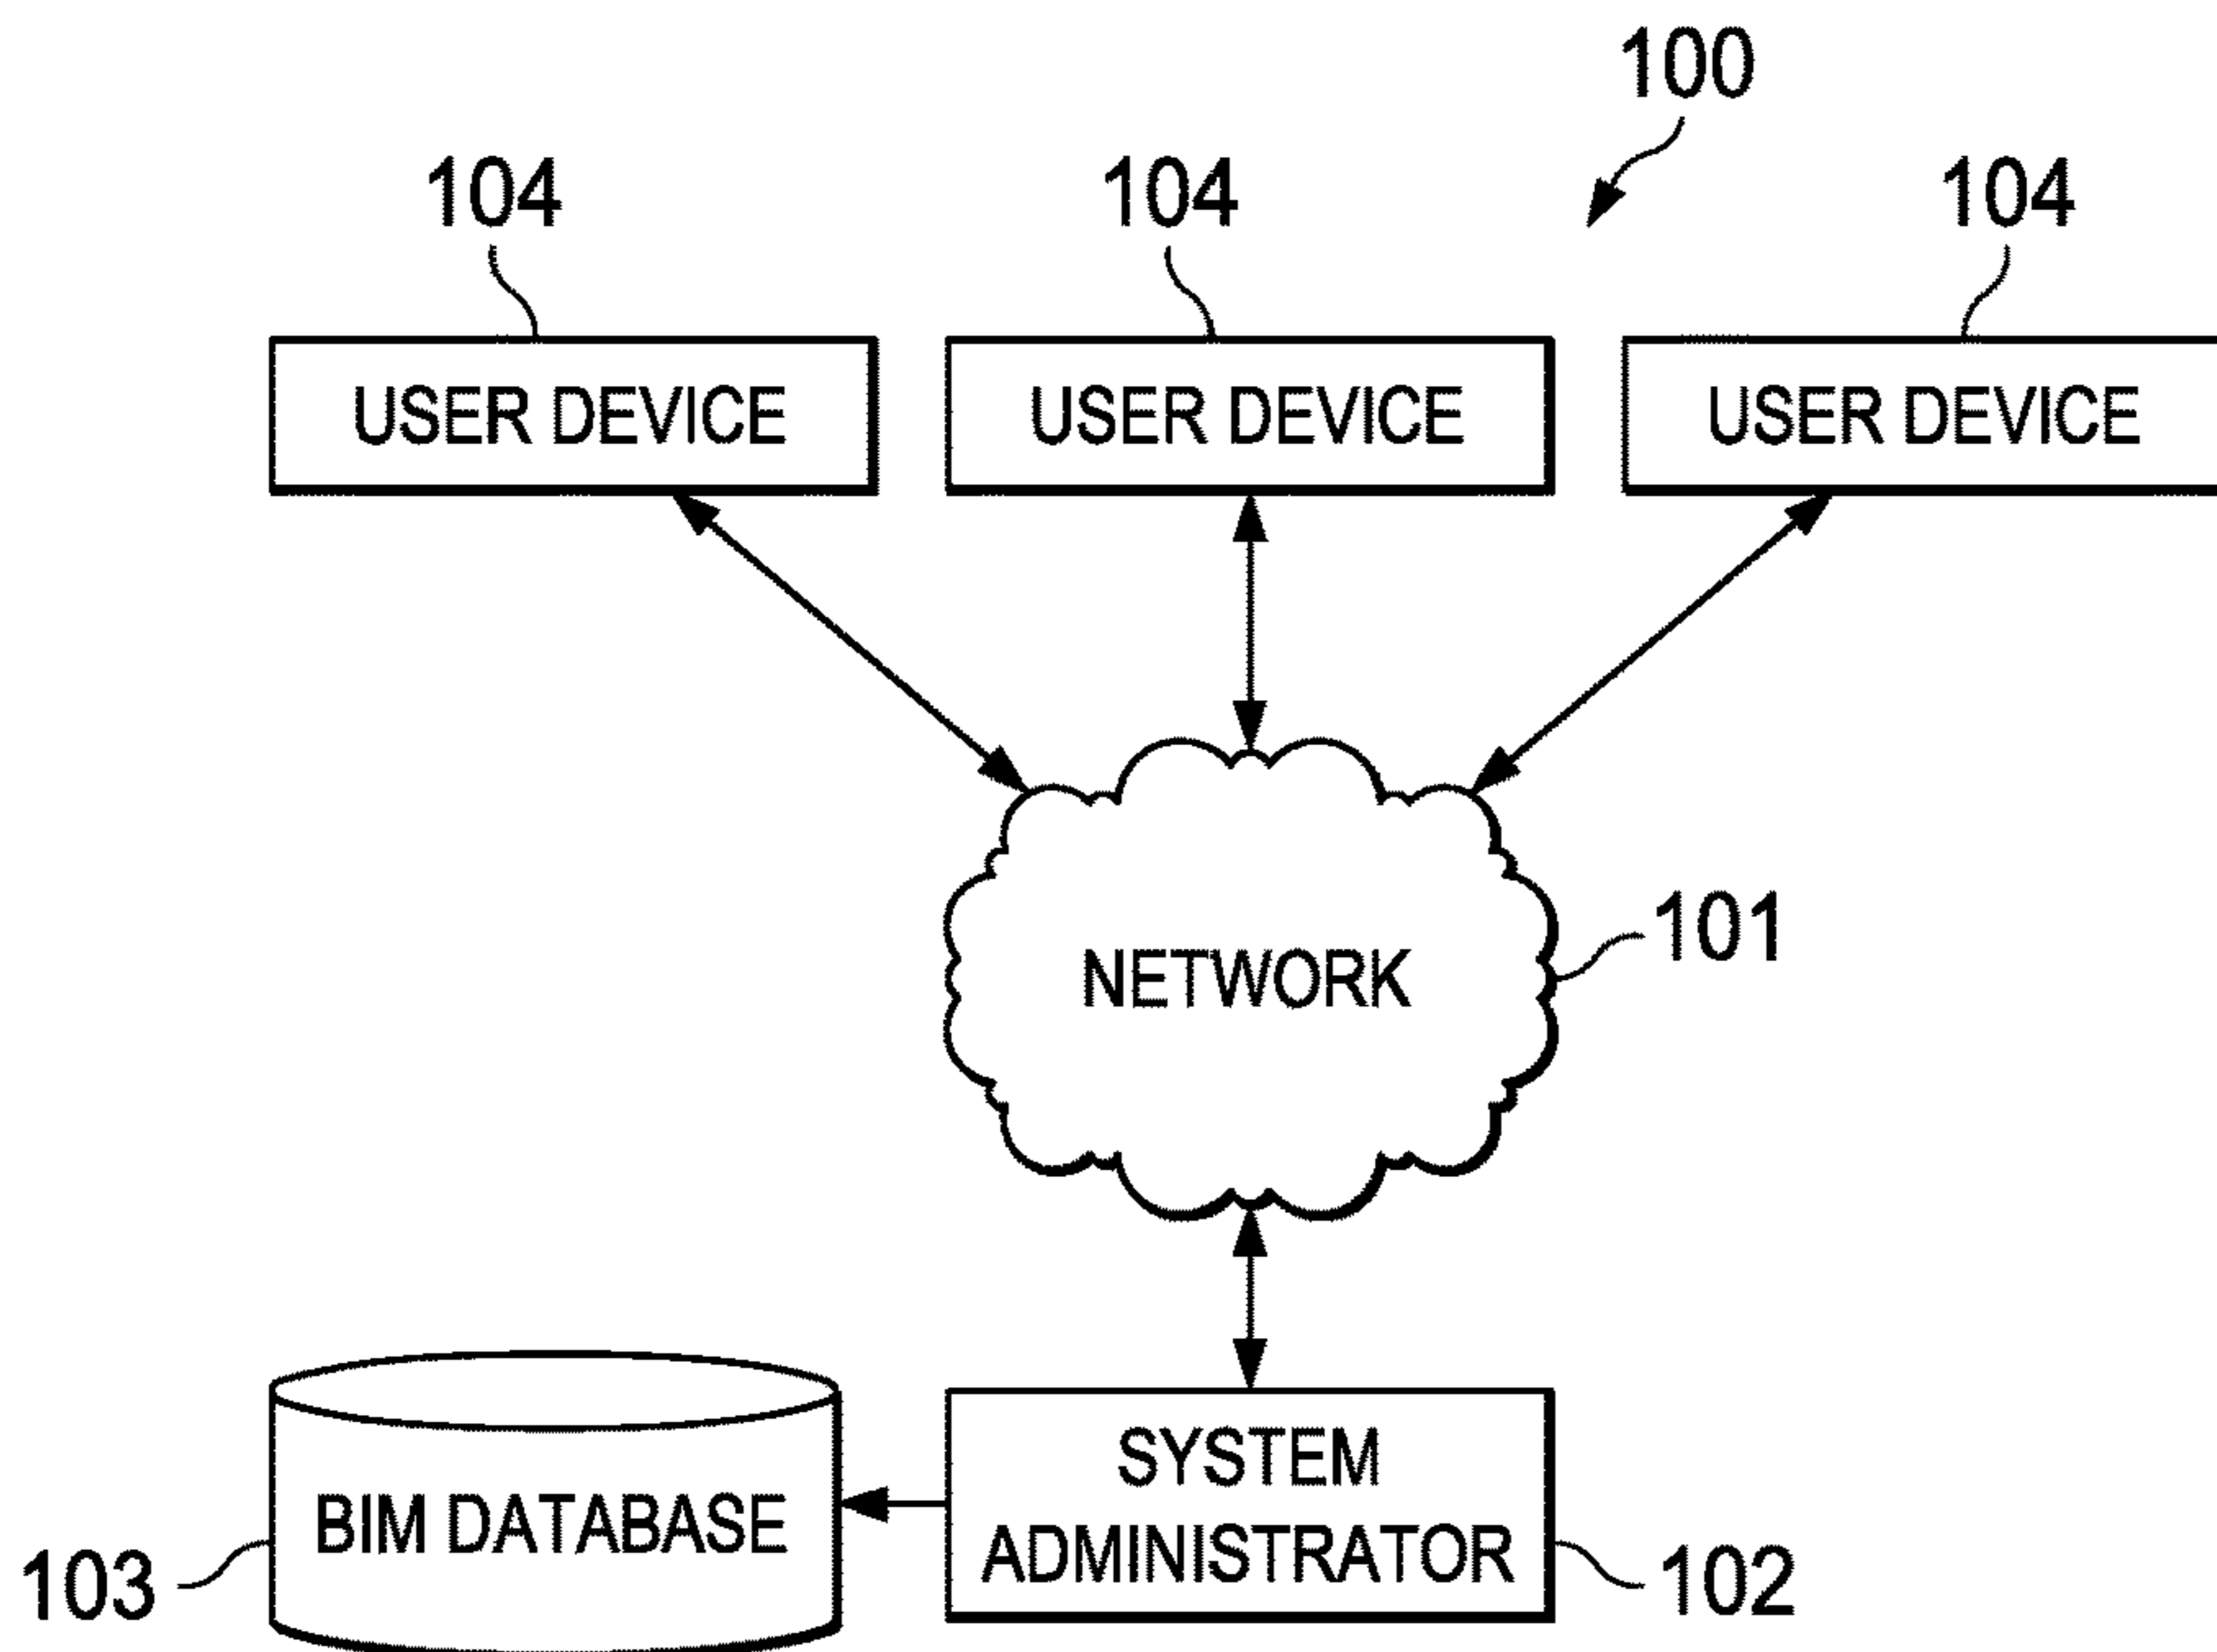 100
104
104
104
USER DEVICE
USER DEVICE
USER DEVICE
NETWORK
101
SYSTEM
ADMINISTRATOR
BIM DATABASE
103
102